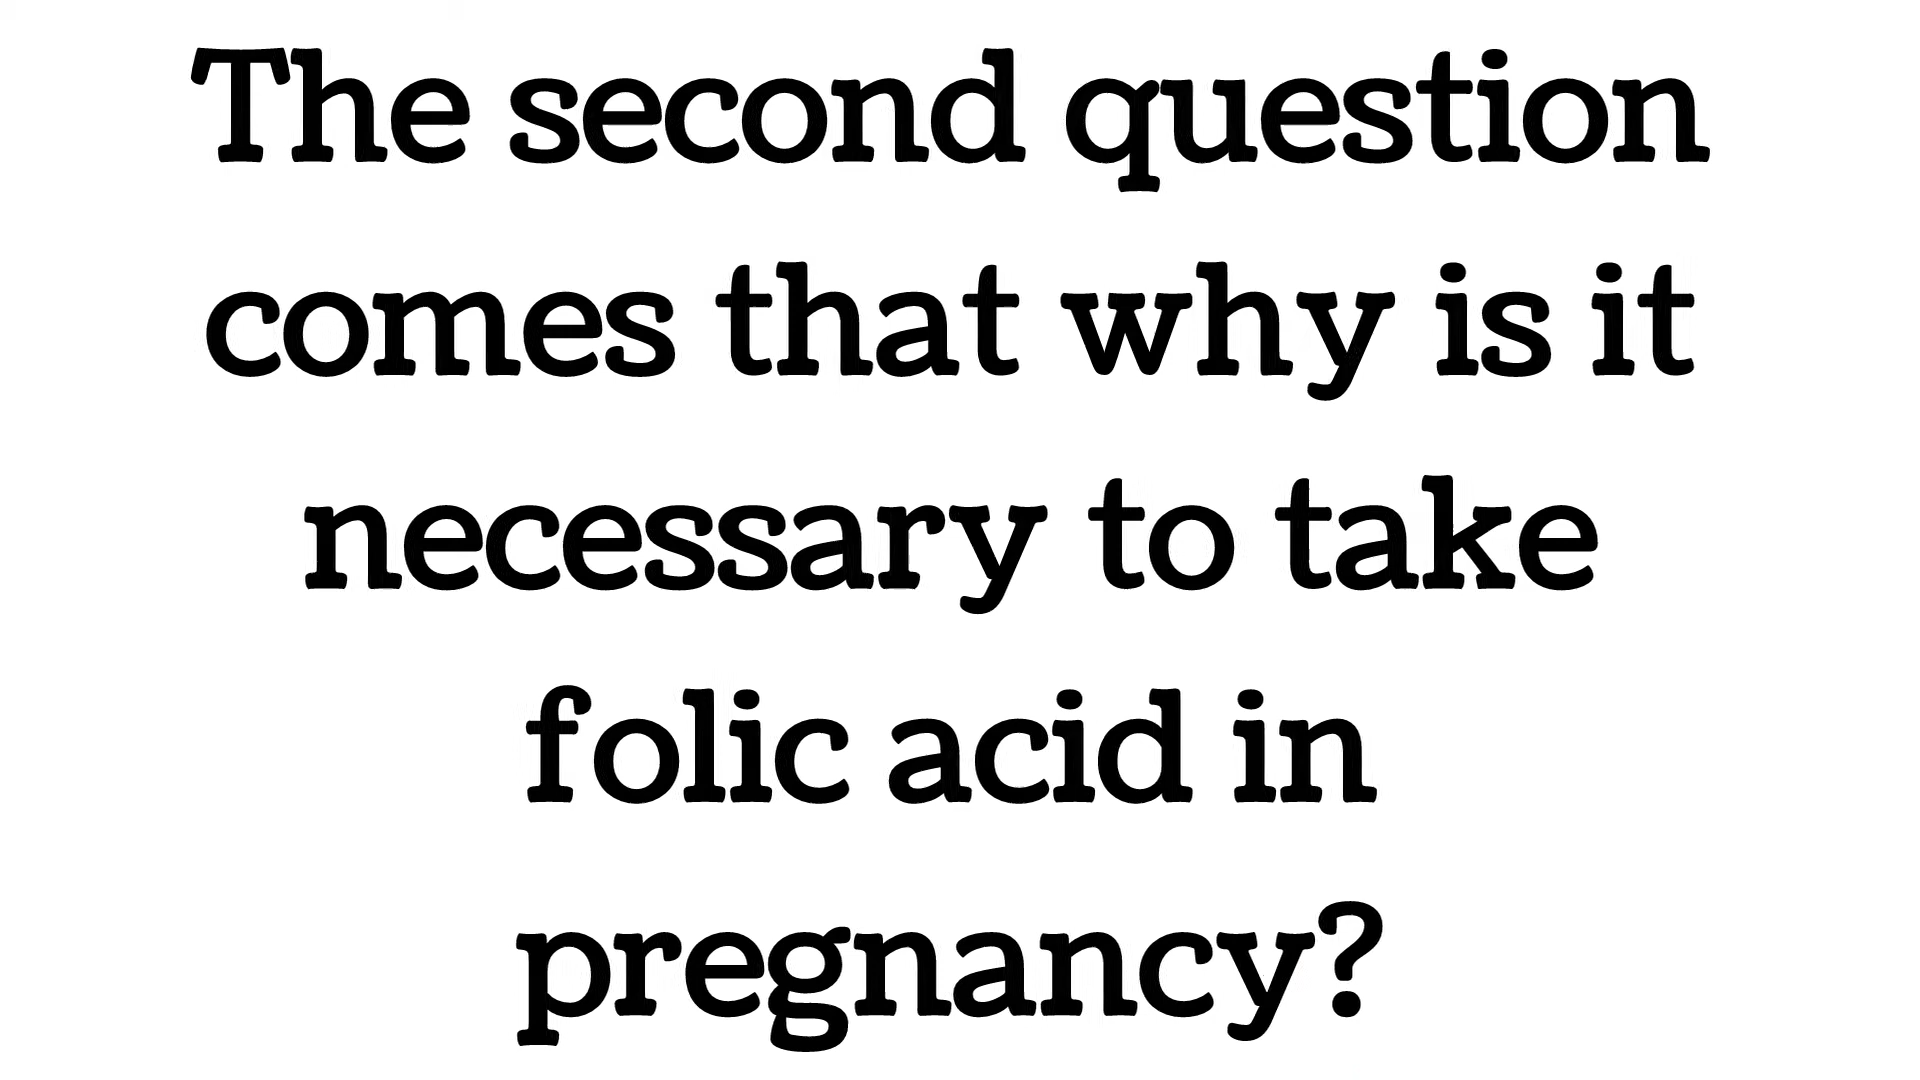 The second question
comes that why is it
necessary to take
folic acid in
pregnancy?